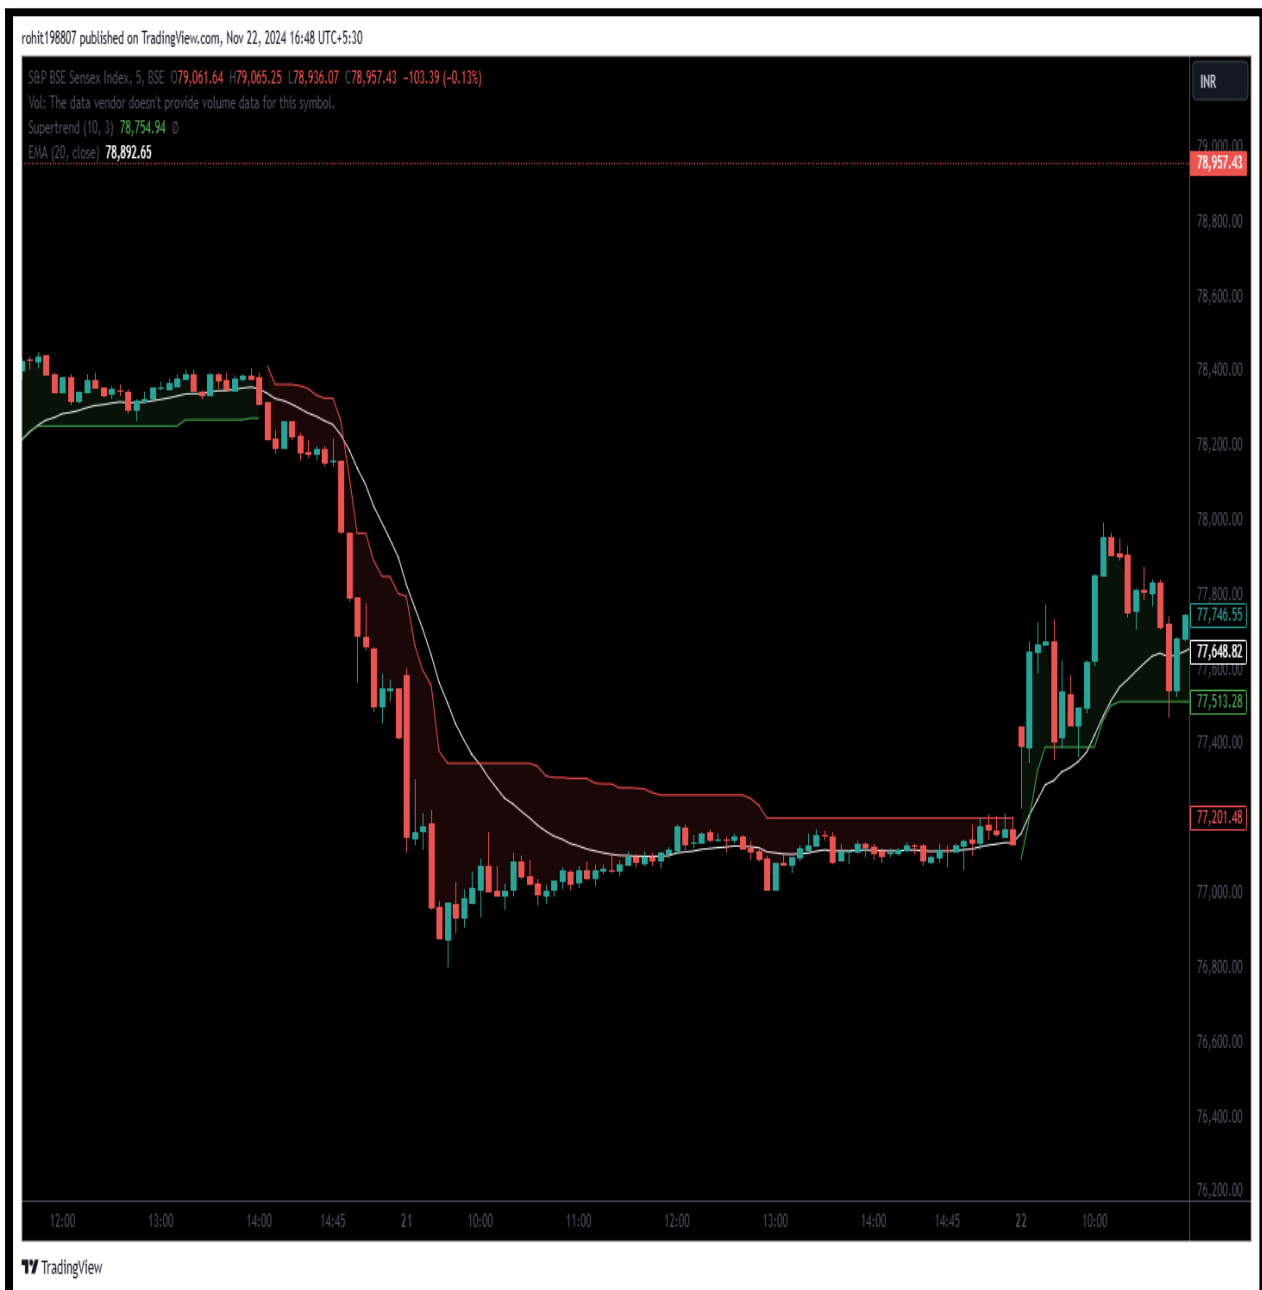 rohit198807 published on TradingView.com, Nov 22, 2024 16:48 UTC+5:30
S&P BSE Sensex Index, 5, BSE O79,061.64 H79,065.25 L78,936.07 C78,957.43 −103.39 (−0.13%)
INR
Vol: The data vendor doesn't provide volume data for this symbol.
Supertrend (10, 3) 78,754.94 ∅
EMA (20, close) 78,892.65
79,000.00
78,957.43
78,800.00
78,600.00
78,400.00
78,200.00
78,000.00
77,800.00
77,746.55
77,648.82
77,600.00
77,513.28
77,400.00
77,201.48
77,000.00
76,800.00
76,600.00
76,400.00
76,200.00
12:00 13:00 14:00 14:45 21 10:00 11:00 12:00 13:00 14:00 14:45 22 10:00
TradingView